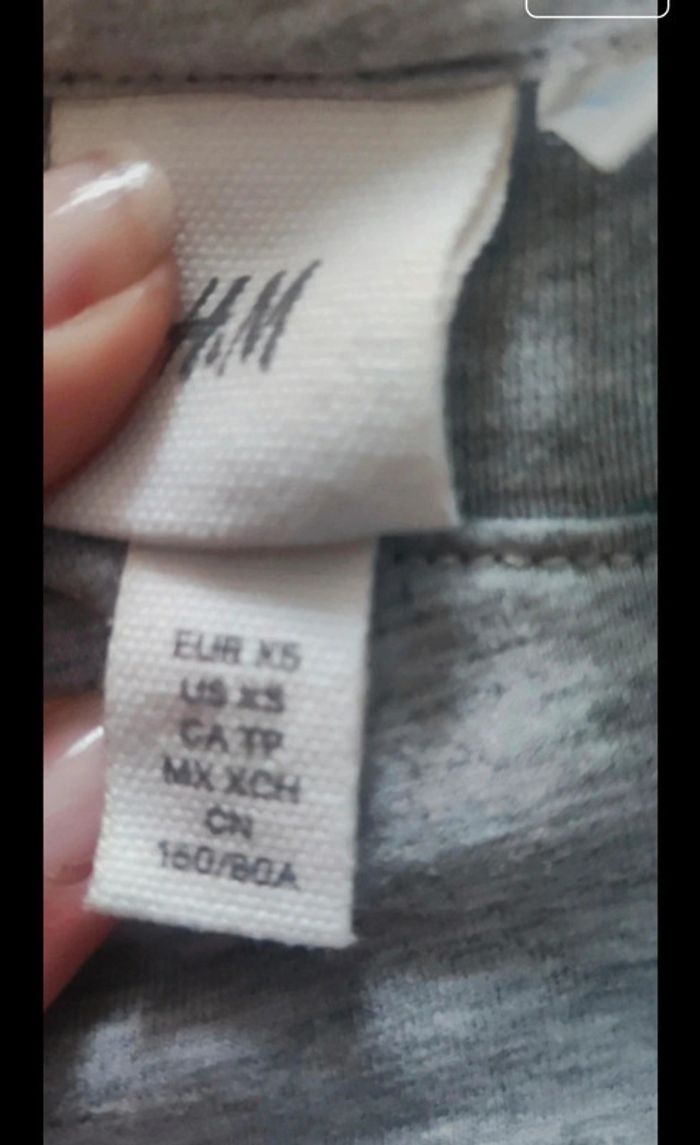 H&M
EUR XS
US XS
CA TP
MX XCH
CN
160/80A